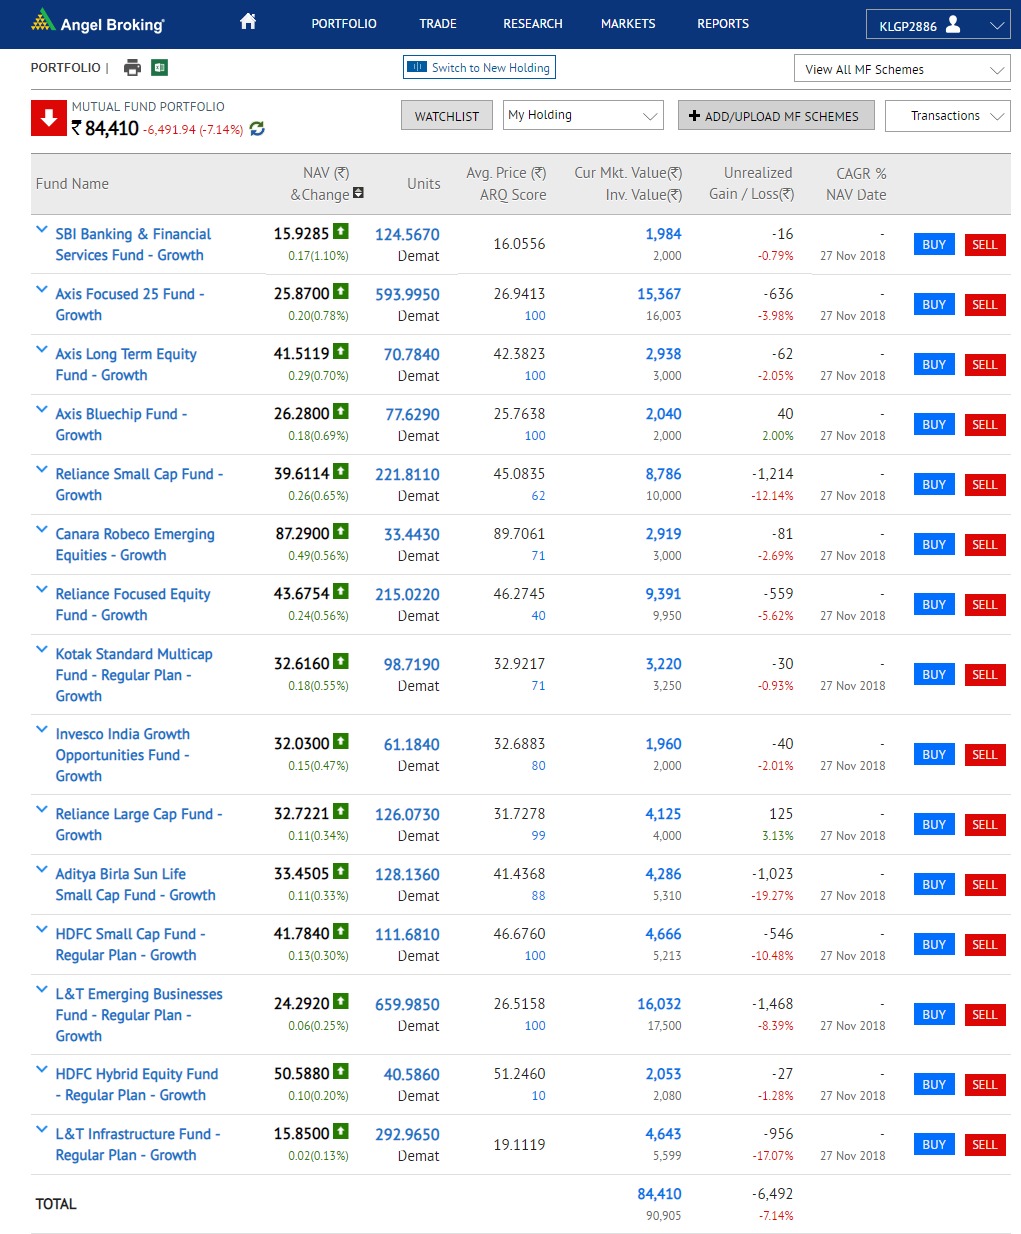 Angel Broking
PORTFOLIO TRADE RESEARCH MARKETS REPORTS
KLGP2886
PORTFOLIO |
Switch to New Holding
View All MF Schemes
MUTUAL FUND PORTFOLIO
₹ 84,410 -6,491.94 (-7.14%)
WATCHLIST
My Holding
ADD/UPLOAD MF SCHEMES
Transactions
Fund Name
NAV (₹)
&Change
Units
Avg. Price (₹)
ARQ Score
Cur Mkt. Value(₹)
Inv. Value(₹)
Unrealized
Gain / Loss(₹)
CAGR %
NAV Date
SBI Banking & Financial 15.9285 124.5670 16.0556 1,984 -16 - BUY SELL
Services Fund - Growth 0.17(1.10%) Demat 2,000 -0.79% 27 Nov 2018
Axis Focused 25 Fund - 25.8700 593.9950 26.9413 15,367 -636 - BUY SELL
Growth 0.20(0.78%) Demat 100 16,003 -3.98% 27 Nov 2018
Axis Long Term Equity 41.5119 70.7840 42.3823 2,938 -62 - BUY SELL
Fund - Growth 0.29(0.70%) Demat 100 3,000 -2.05% 27 Nov 2018
Axis Bluechip Fund - 26.2800 77.6290 25.7638 2,040 40 - BUY SELL
Growth 0.18(0.69%) Demat 100 2,000 2.00% 27 Nov 2018
Reliance Small Cap Fund - 39.6114 221.8110 45.0835 8,786 -1,214 - BUY SELL
Growth 0.26(0.65%) Demat 62 10,000 -12.14% 27 Nov 2018
Canara Robeco Emerging 87.2900 33.4430 89.7061 2,919 -81 - BUY SELL
Equities - Growth 0.49(0.56%) Demat 71 3,000 -2.69% 27 Nov 2018
Reliance Focused Equity 43.6754 215.0220 46.2745 9,391 -559 - BUY SELL
Fund - Growth 0.24(0.56%) Demat 40 9,950 -5.62% 27 Nov 2018
Kotak Standard Multicap
Fund - Regular Plan - 32.6160 98.7190 32.9217 3,220 -30 - BUY SELL
Growth 0.18(0.55%) Demat 71 3,250 -0.93% 27 Nov 2018
Invesco India Growth
Opportunities Fund - 32.0300 61.1840 32.6883 1,960 -40 - BUY SELL
Growth 0.15(0.47%) Demat 80 2,000 -2.01% 27 Nov 2018
Reliance Large Cap Fund - 32.7221 126.0730 31.7278 4,125 125 - BUY SELL
Growth 0.11(0.34%) Demat 99 4,000 3.13% 27 Nov 2018
Aditya Birla Sun Life 33.4505 128.1360 41.4368 4,286 -1,023 - BUY SELL
Small Cap Fund - Growth 0.11(0.33%) Demat 88 5,310 -19.27% 27 Nov 2018
HDFC Small Cap Fund - 41.7840 111.6810 46.6760 4,666 -546 - BUY SELL
Regular Plan - Growth 0.13(0.30%) Demat 100 5,213 -10.48% 27 Nov 2018
L&T Emerging Businesses
Fund - Regular Plan - 24.2920 659.9850 26.5158 16,032 -1,468 - BUY SELL
Growth 0.06(0.25%) Demat 100 17,500 -8.39% 27 Nov 2018
HDFC Hybrid Equity Fund 50.5880 40.5860 51.2460 2,053 -27 - BUY SELL
- Regular Plan - Growth 0.10(0.20%) Demat 10 2,080 -1.28% 27 Nov 2018
L&T Infrastructure Fund - 15.8500 292.9650 19.1119 4,643 -956 - BUY SELL
Regular Plan - Growth 0.02(0.13%) Demat 5,599 -17.07% 27 Nov 2018
TOTAL 84,410 -6,492
90,905 -7.14%